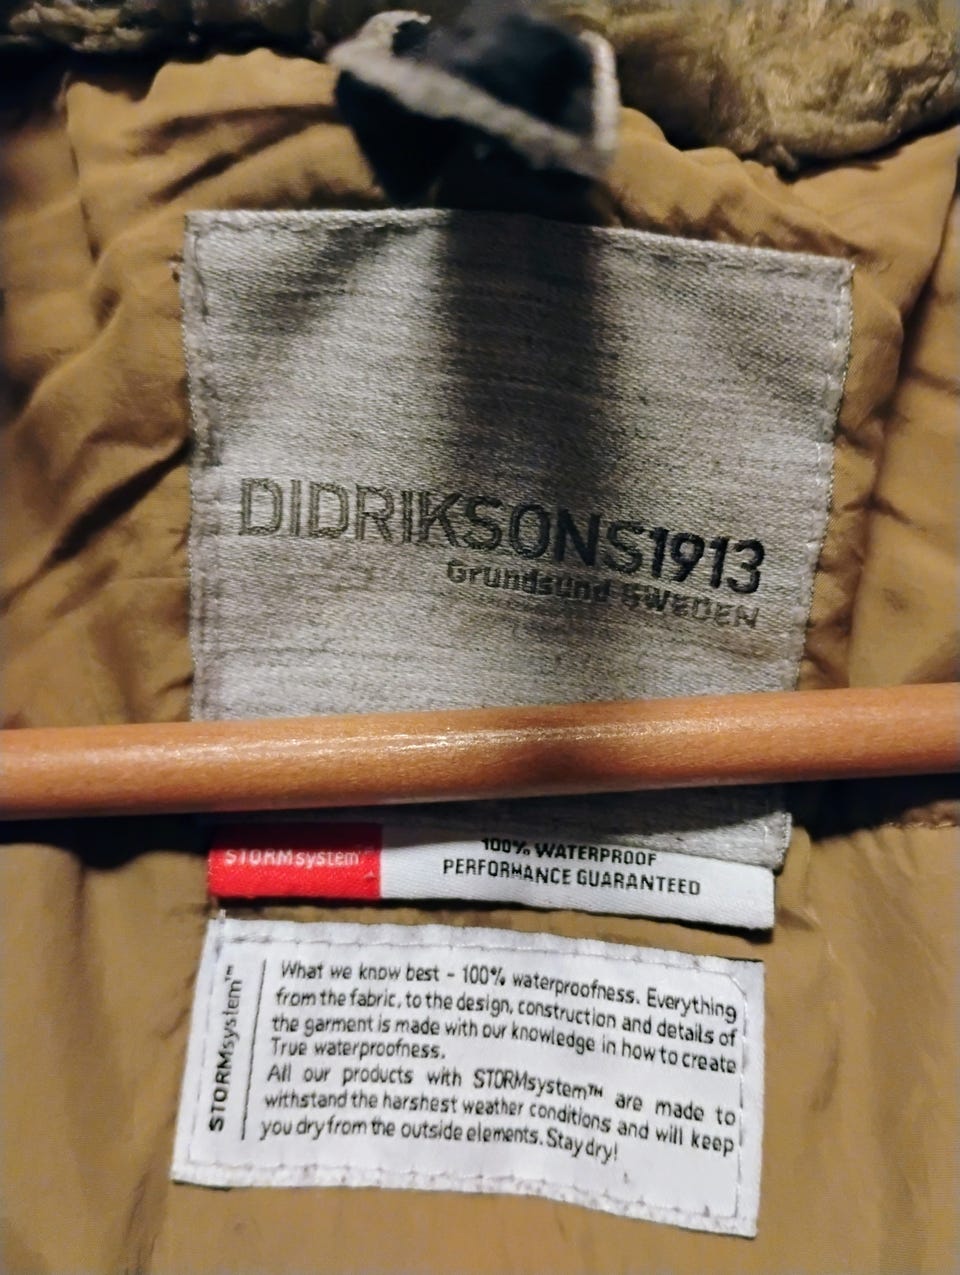 DIDRIKSONS1913
Grundsund SWEDEN
STORMsystem™
100% WATERPROOF
PERFORMANCE GUARANTEED
STORMsystem™
What we know best - 100% waterproofness. Everything
from the fabric, to the design, construction and details of
the garment is made with our knowledge in how to create
True waterproofness.
All our products with STORMsystem™ are made to
withstand the harshest weather conditions and will keep
you dry from the outside elements. Stay dry!